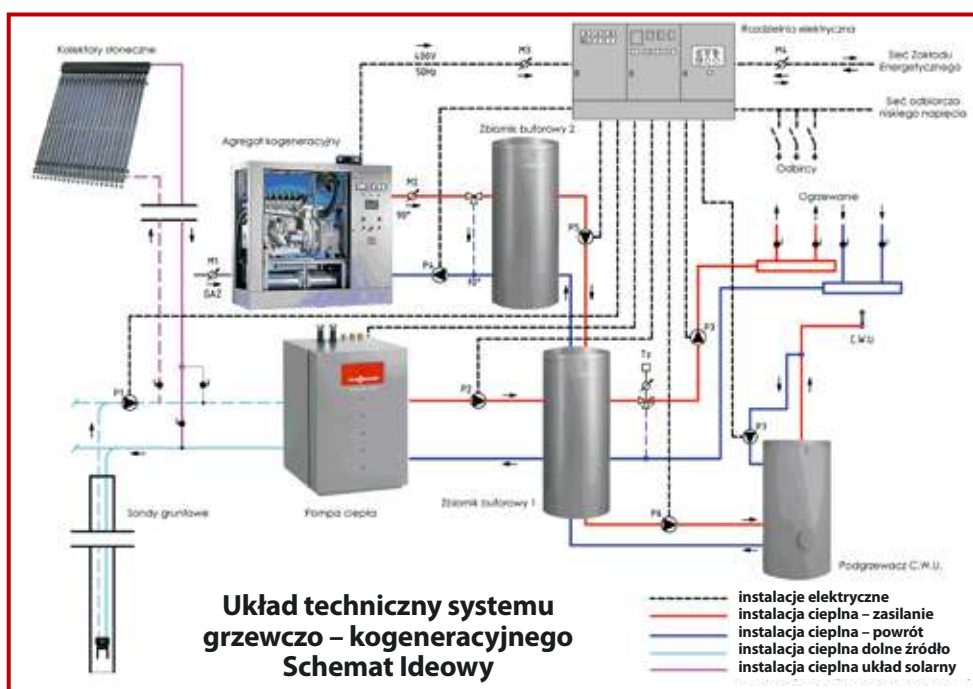 Kolektory słoneczne
400V
50Hz
M3
Rozdzielnia elektryczna
M4
Sieć Zakładu
Energetycznego
Sieć odbiorcza
niskiego napięcia
Odbircy
Agregat kogeneracyjny
Zbiornik buforowy 2
M2
90°
P5
P4
70°
M1
GAZ
Ogrzewanie
C.W.U.
P1
P2
Tz
P3
P7
P6
Sondy gruntowe
Pompa ciepła
Zbiornik buforowy 1
Podgrzewacz C.W.U.
Układ techniczny systemu
grzewczo – kogeneracyjnego
Schemat Ideowy
instalacje elektryczne
instalacja cieplna – zasilanie
instalacja cieplna – powrót
instalacja cieplna dolne źródło
instalacja cieplna układ solarny